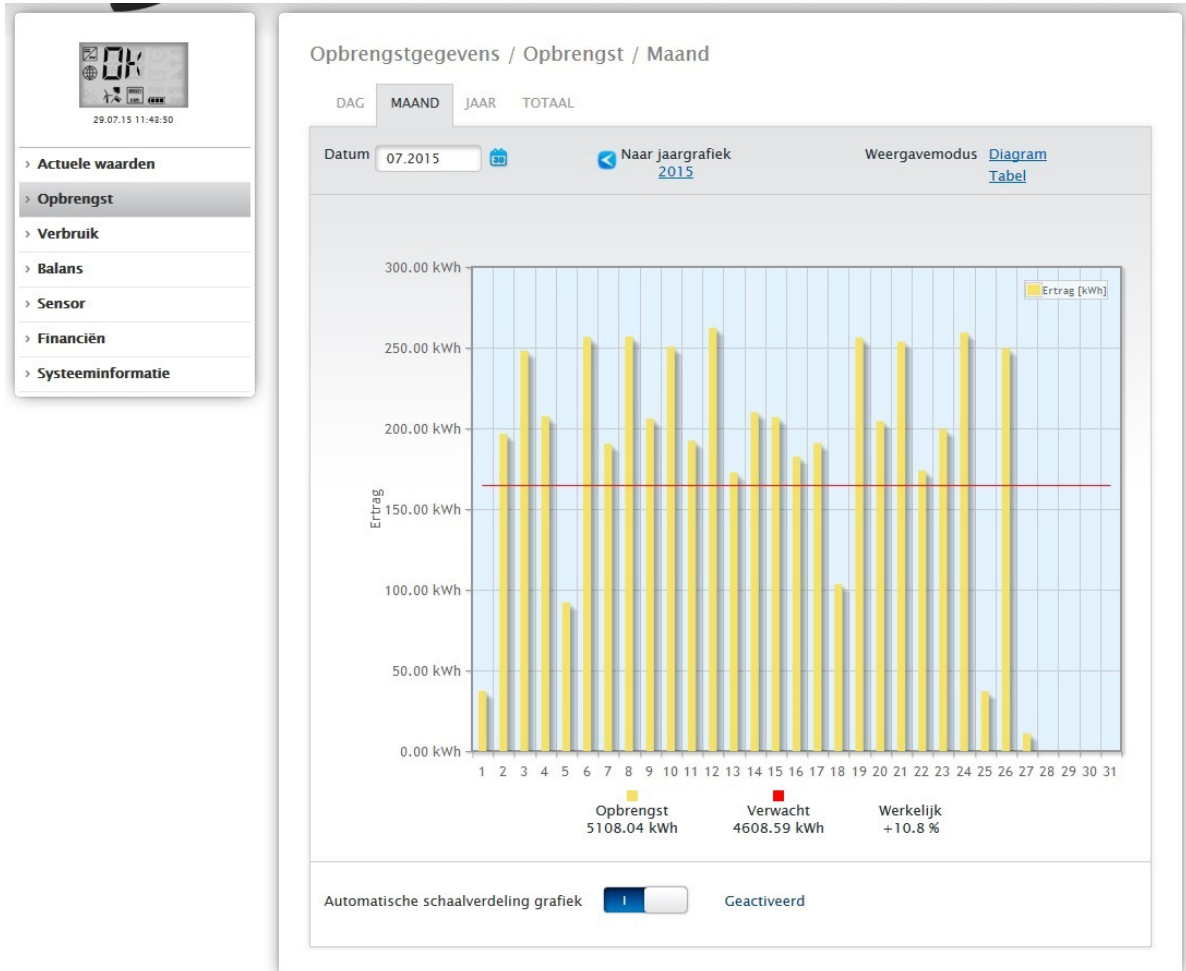 OK
29.07.15 11:43:50
Actuele waarden
Opbrengst
Verbruik
Balans
Sensor
Financiën
Systeeminformatie
Opbrengstgegevens / Opbrengst / Maand
DAG MAAND JAAR TOTAAL
Datum 07.2015 30 Naar jaargrafiek Weergavemodus Diagram
2015 Tabel
300.00 kWh
Ertrag [kWh]
250.00 kWh
200.00 kWh
Ertrag
150.00 kWh
100.00 kWh
50.00 kWh
0.00 kWh
1 2 3 4 5 6 7 8 9 10 11 12 13 14 15 16 17 18 19 20 21 22 23 24 25 26 27 28 29 30 31
Opbrengst Verwacht Werkelijk
5108.04 kWh 4608.59 kWh +10.8 %
Automatische schaalverdeling grafiek I Geactiveerd